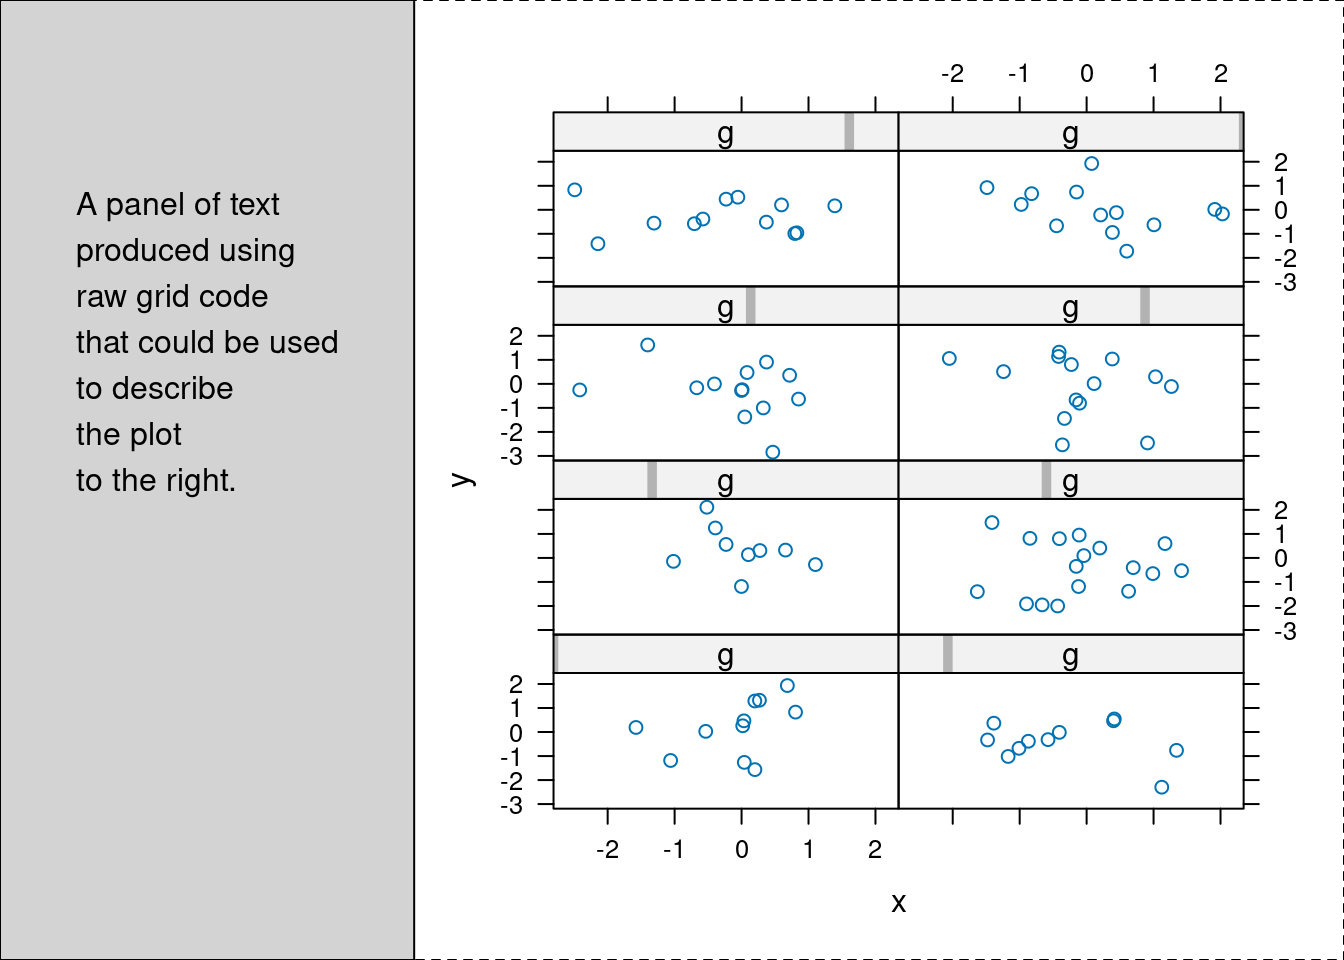 A panel of text
produced using
raw grid code
that could be used
to describe
the plot
to the right.
-2 -1 0 1 2
g g
2
1
0
-1
-2
-3
g g
2
1
0
-1
-2
-3
y
g g
2
1
0
-1
-2
-3
g g
2
1
0
-1
-2
-3
-2 -1 0 1 2
x